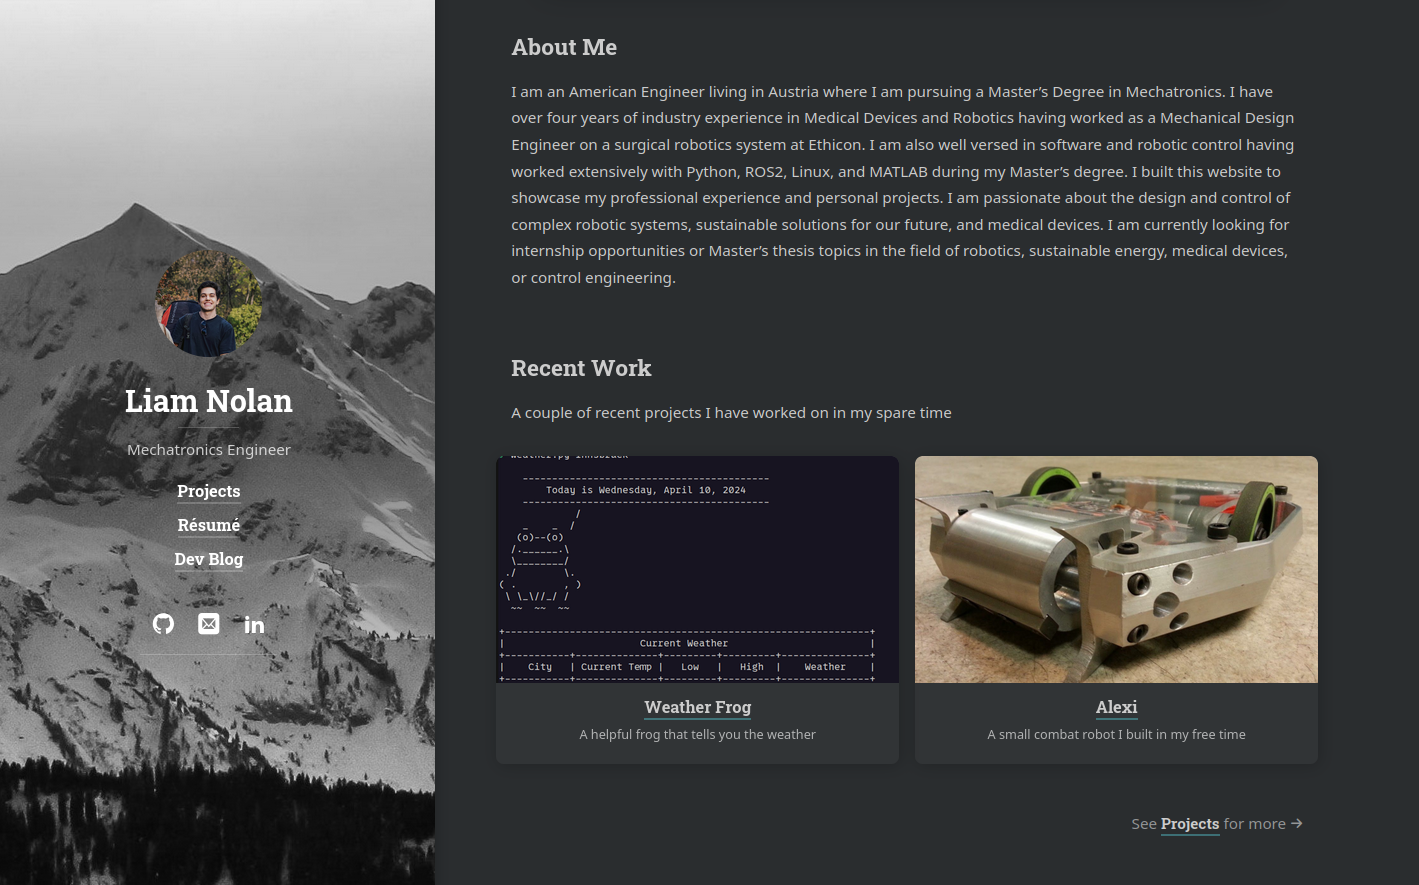 Liam Nolan
Mechatronics Engineer
Projects
Résumé
Dev Blog
in
About Me
I am an American Engineer living in Austria where I am pursuing a Master’s Degree in Mechatronics. I have
over four years of industry experience in Medical Devices and Robotics having worked as a Mechanical Design
Engineer on a surgical robotics system at Ethicon. I am also well versed in software and robotic control having
worked extensively with Python, ROS2, Linux, and MATLAB during my Master’s degree. I built this website to
showcase my professional experience and personal projects. I am passionate about the design and control of
complex robotic systems, sustainable solutions for our future, and medical devices. I am currently looking for
internship opportunities or Master’s thesis topics in the field of robotics, sustainable energy, medical devices,
or control engineering.
Recent Work
A couple of recent projects I have worked on in my spare time
Today is Wednesday, April 10, 2024
Current Weather
City | Current Temp | Low | High | Weather
Weather Frog
A helpful frog that tells you the weather
Alexi
A small combat robot I built in my free time
See Projects for more →